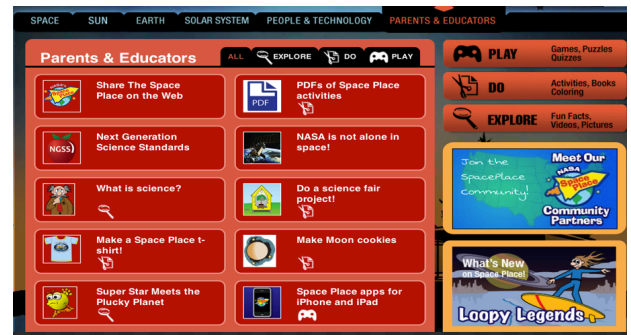 SPACE SUN EARTH SOLAR SYSTEM PEOPLE & TECHNOLOGY PARENTS & EDUCATORS
Parents & Educators
ALL EXPLORE DO PLAY
NASA's
Space Place
Share The Space
Place on the Web
PDF
PDFs of Space Place
activities
NGSS
Next Generation
Science Standards
NASA is not alone in
space!
What is science?
Do a science fair
project!
Make a Space Place t-
shirt!
Make Moon cookies
Super Star Meets the
Plucky Planet
Space Place apps for
iPhone and iPad
PLAY
Games, Puzzles
Quizzes
DO
Activities, Books
Coloring
EXPLORE
Fun Facts,
Videos, Pictures
Join the
SpacePlace
community!
Meet Our
NASA
Space Place
Community
Partners
What's New
on Space Place!
Loopy Legends